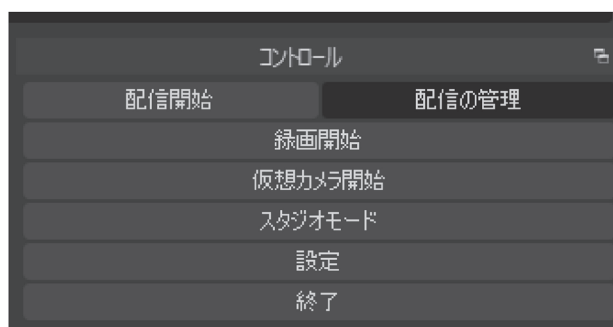 コントロール
配信開始 配信の管理
録画開始
仮想カメラ開始
スタジオモード
設定
終了